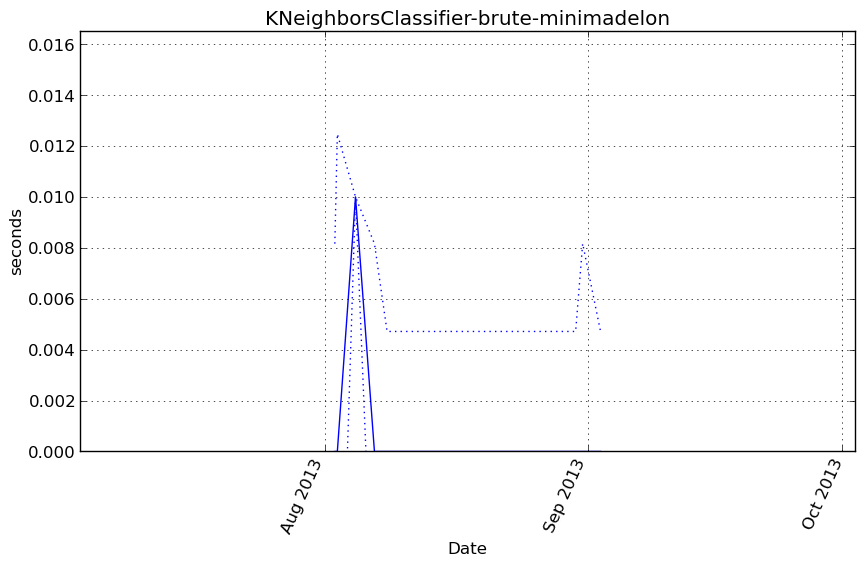 KNeighborsClassifier-brute-minimadelon
0.016
0.014
0.012
0.010
0.008
0.006
0.004
0.002
0.000
seconds
Aug 2013
Sep 2013
Oct 2013
Date